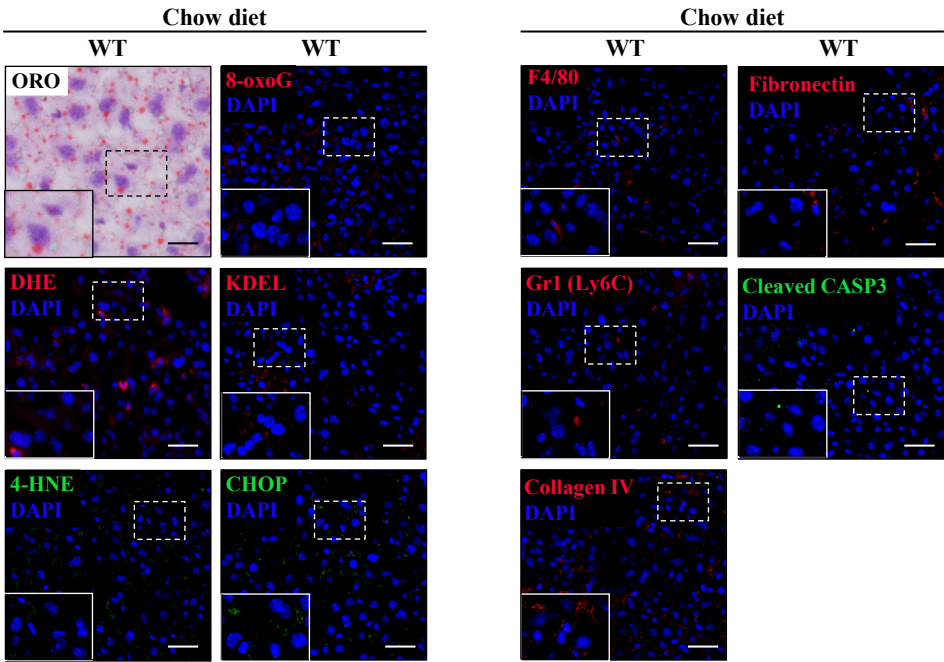 Chow diet
WT
WT
ORO
8-oxoG
DAPI
DHE
DAPI
KDEL
DAPI
4-HNE
DAPI
CHOP
DAPI
Chow diet
WT
WT
F4/80
DAPI
Fibronectin
DAPI
Gr1 (Ly6C)
DAPI
Cleaved CASP3
DAPI
Collagen IV
DAPI